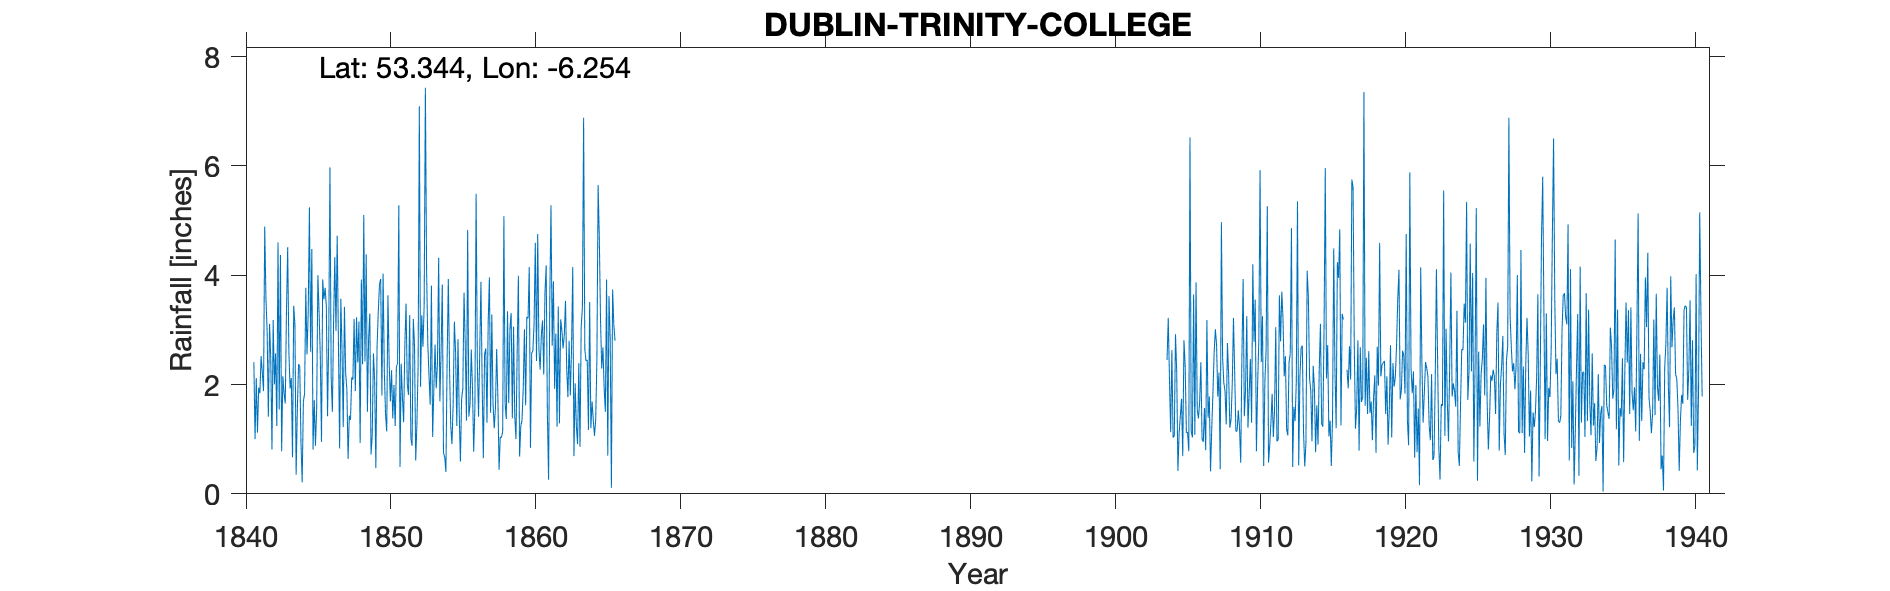 DUBLIN-TRINITY-COLLEGE
Lat: 53.344, Lon: -6.254
Rainfall [inches]
8
6
4
2
0
1840 1850 1860 1870 1880 1890 1900 1910 1920 1930 1940
Year